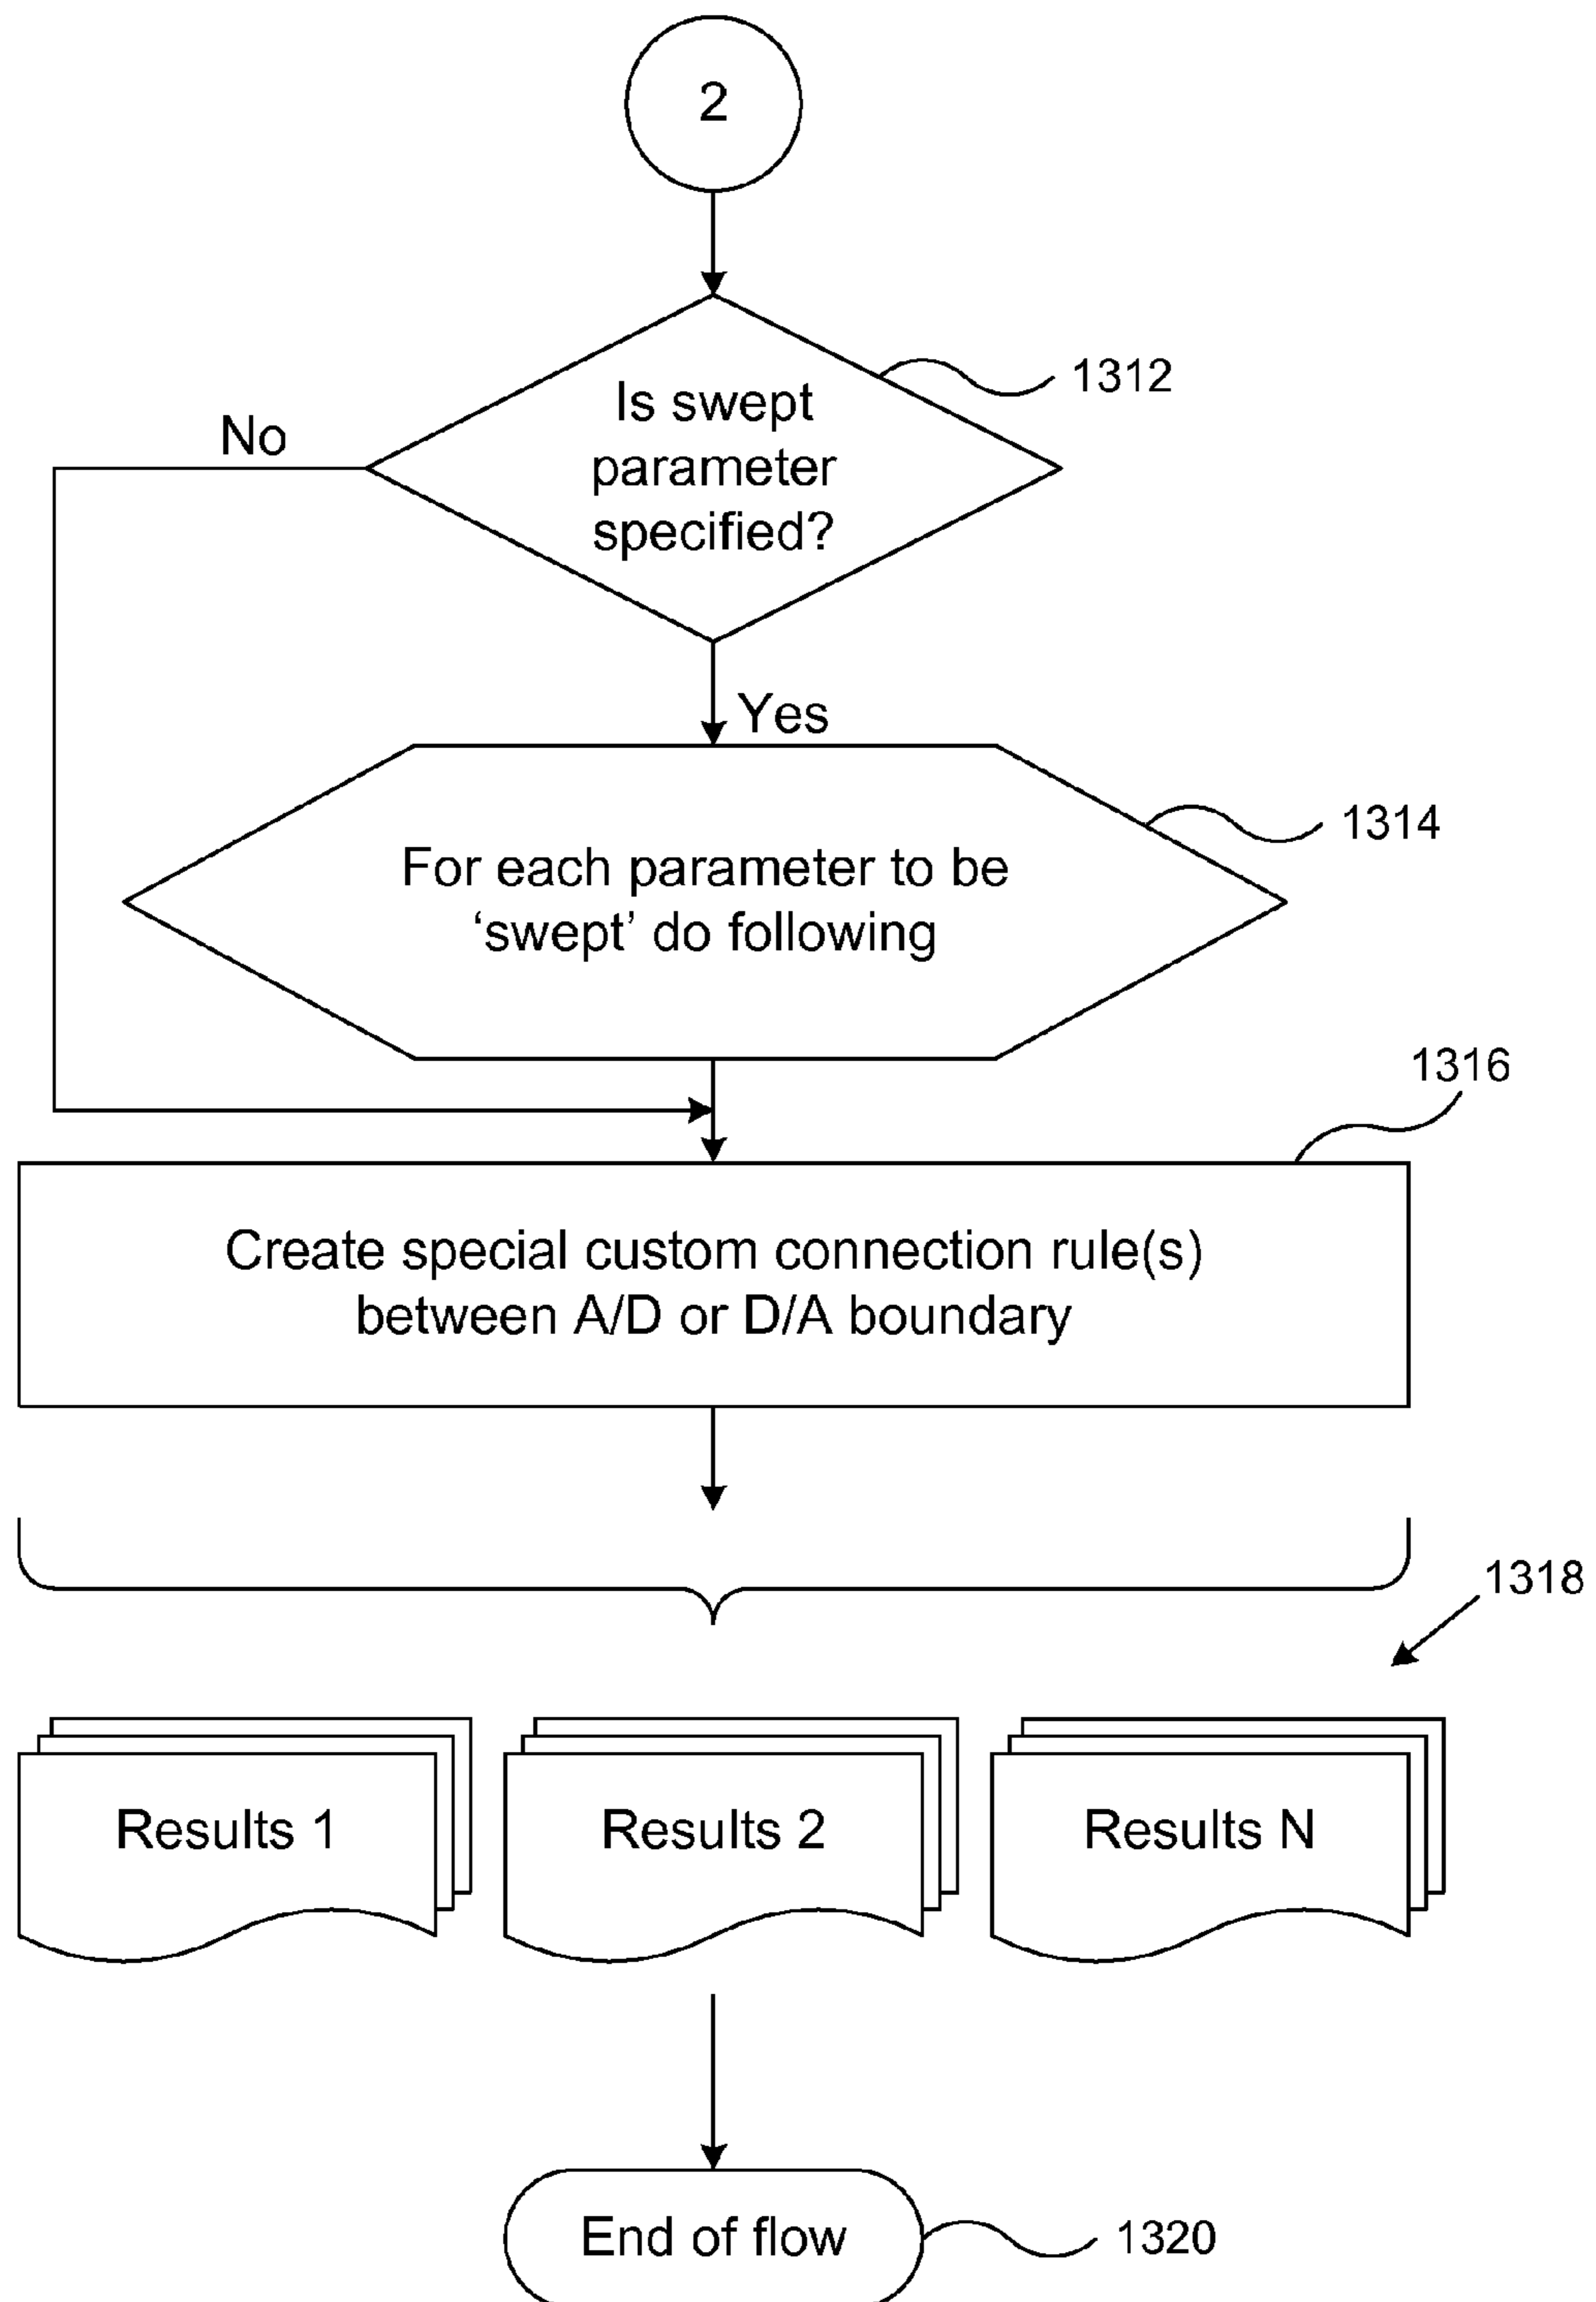 2
1312
Is swept
parameter
specified?
No
Yes
1314
For each parameter to be
‘swept’ do following
1316
Create special custom connection rule(s)
between A/D or D/A boundary
1318
Results 1
Results 2
Results N
End of flow
1320